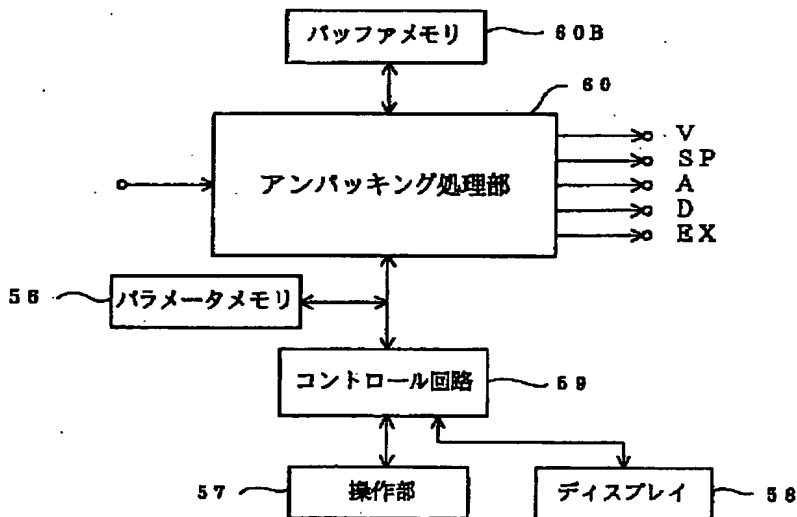 バッファメモリ
60B
60
アンパッキング処理部
V
SP
A
D
EX
56
パラメータメモリ
コントロール回路
59
57
操作部
ディスプレイ
58